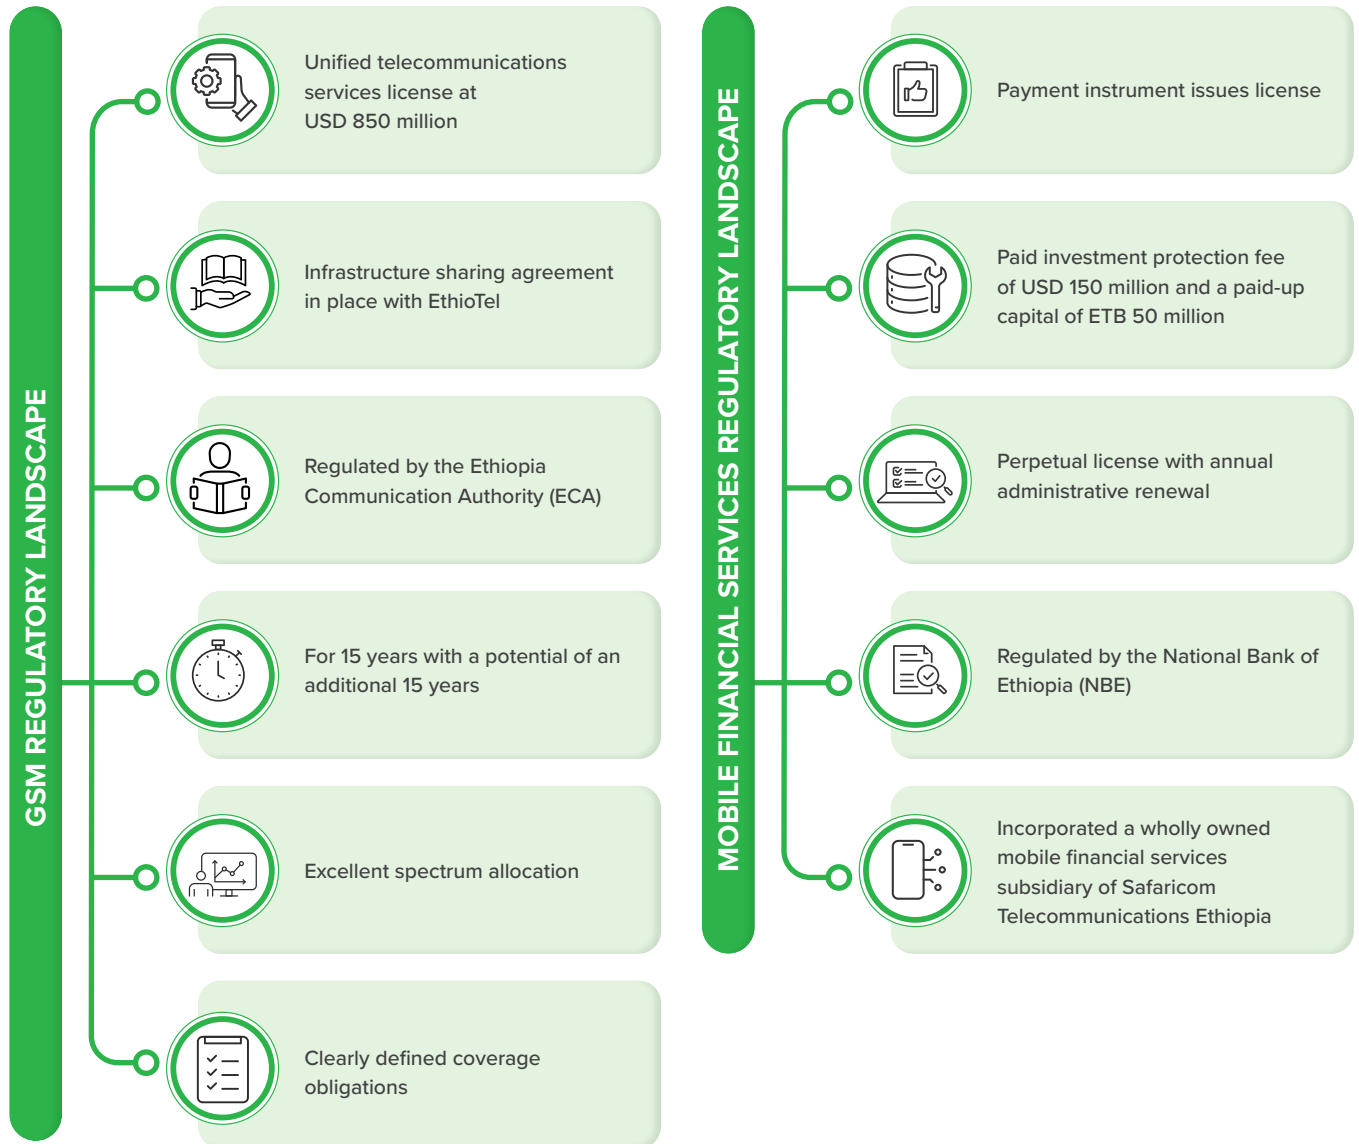 GSM REGULATORY LANDSCAPE
Unified telecommunications
services license at
USD 850 million
Infrastructure sharing agreement
in place with EthioTel
Regulated by the Ethiopia
Communication Authority (ECA)
For 15 years with a potential of an
additional 15 years
Excellent spectrum allocation
Clearly defined coverage
obligations
MOBILE FINANCIAL SERVICES REGULATORY LANDSCAPE
Payment instrument issues license
Paid investment protection fee
of USD 150 million and a paid-up
capital of ETB 50 million
Perpetual license with annual
administrative renewal
Regulated by the National Bank of
Ethiopia (NBE)
Incorporated a wholly owned
mobile financial services
subsidiary of Safaricom
Telecommunications Ethiopia